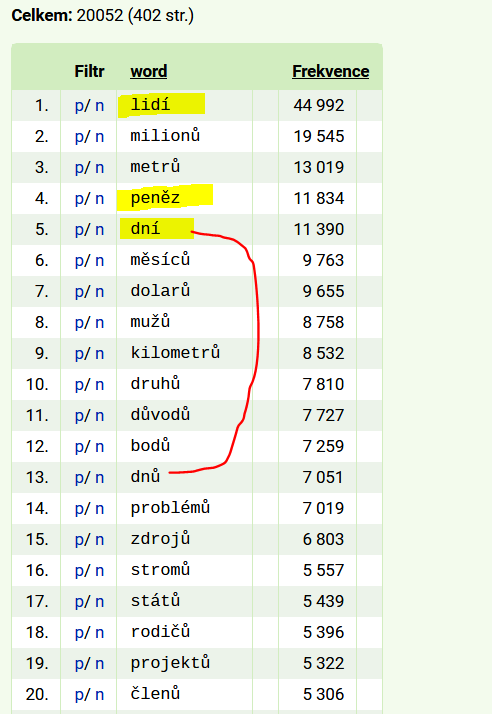 Celkem: 20052 (402 str.)
Filtr word Frekvence
1. p/ n lidí 44 992
2. p/ n milionů 19 545
3. p/ n metrů 13 019
4. p/ n peněz 11 834
5. p/ n dní 11 390
6. p/ n měsíců 9 763
7. p/ n dolarů 9 655
8. p/ n mužů 8 758
9. p/ n kilometrů 8 532
10. p/ n druhů 7 810
11. p/ n důvodů 7 727
12. p/ n bodů 7 259
13. p/ n dnů 7 051
14. p/ n problémů 7 019
15. p/ n zdrojů 6 803
16. p/ n stromů 5 557
17. p/ n států 5 439
18. p/ n rodičů 5 396
19. p/ n projektů 5 322
20. p/ n členů 5 306